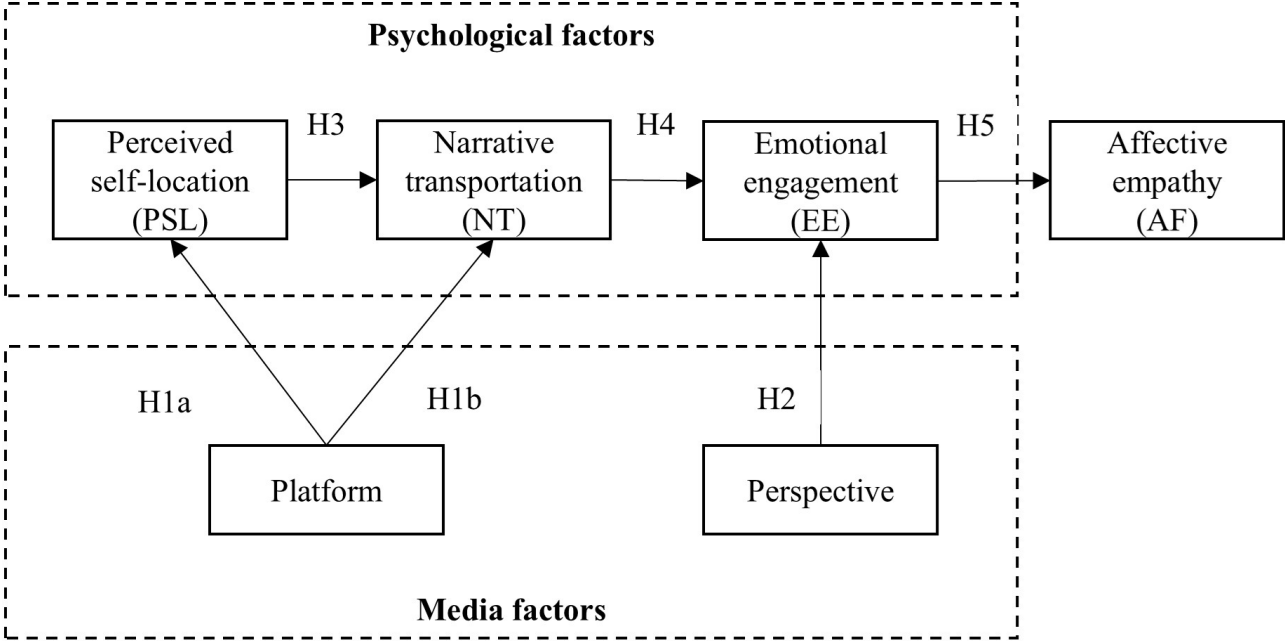 Psychological factors
Perceived
self-location
(PSL)
H3
Narrative
transportation
(NT)
H4
Emotional
engagement
(EE)
H5
Affective
empathy
(AF)
H1a
H1b
H2
Platform
Perspective
Media factors